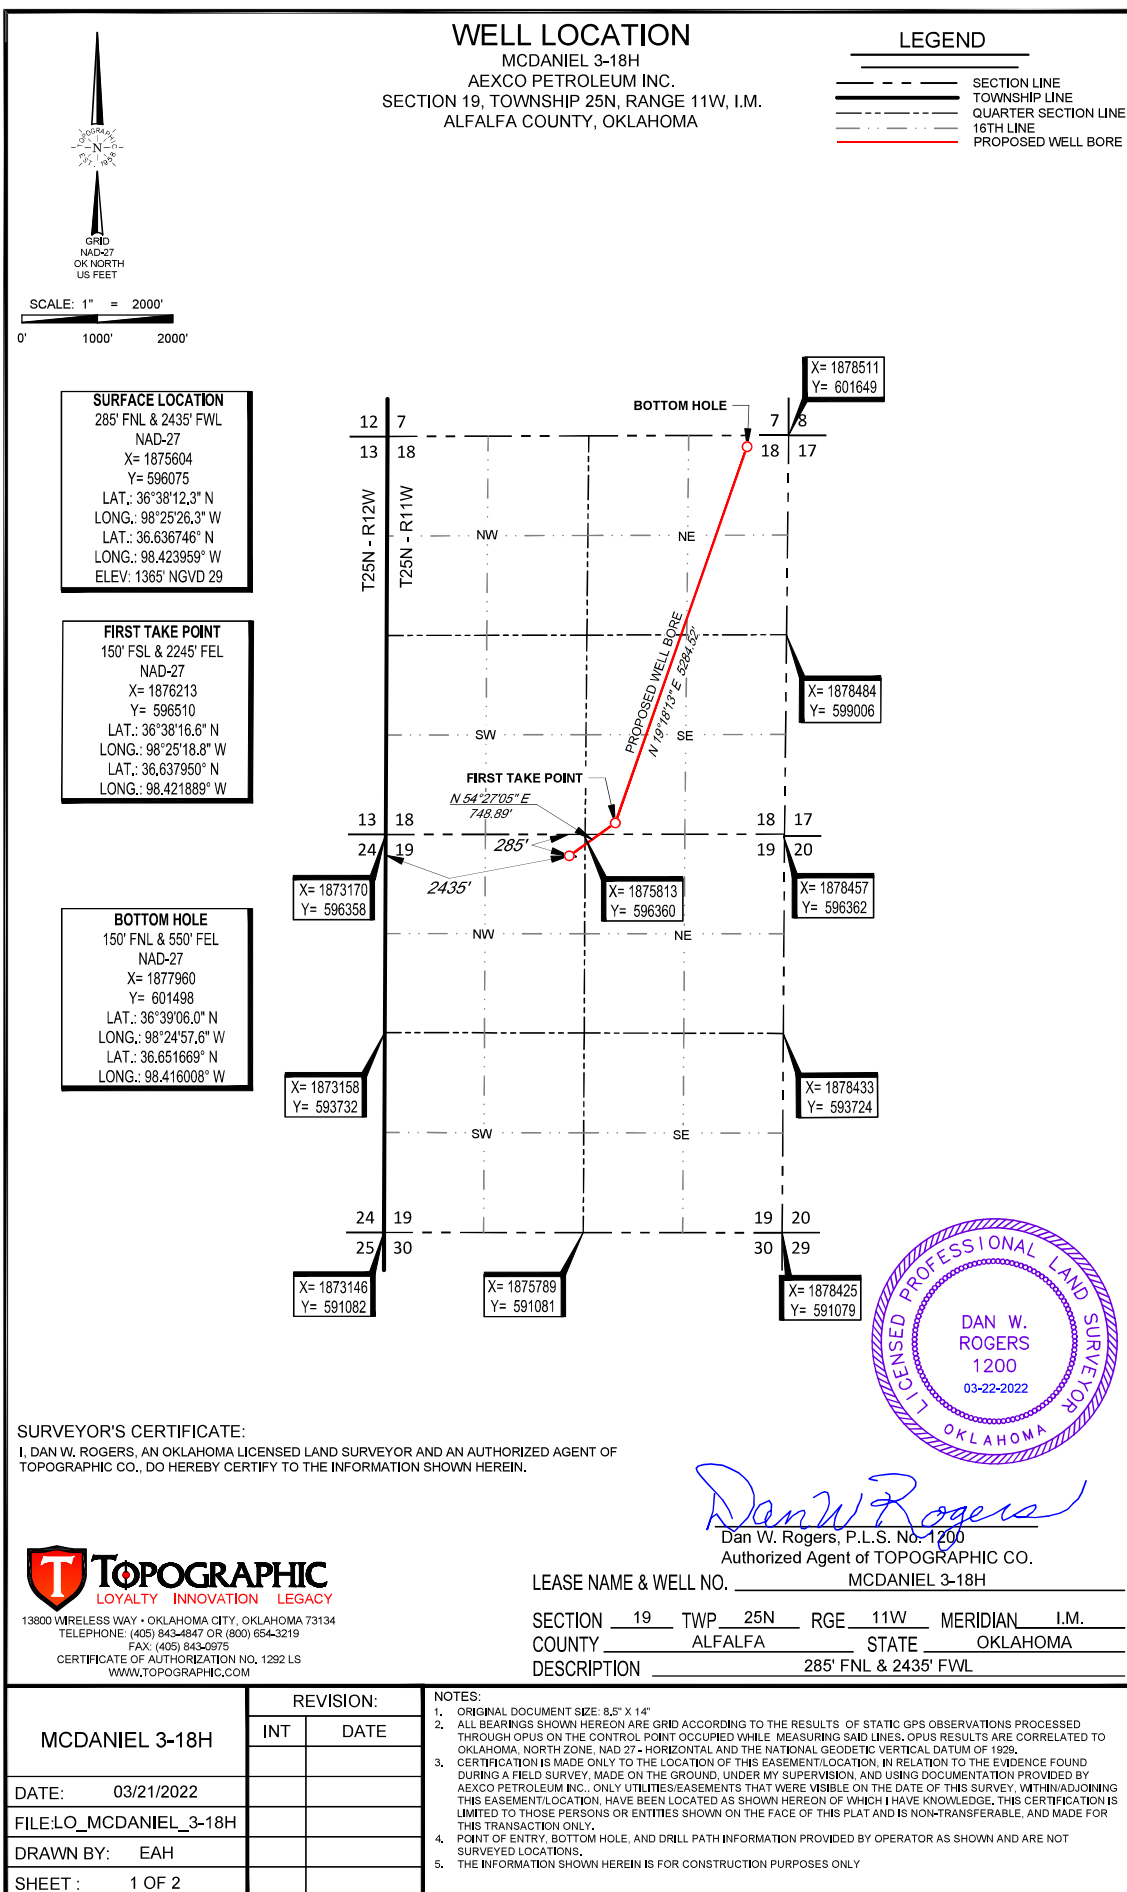 WELL LOCATION
MCDANIEL 3-18H
AEXCO PETROLEUM INC.
SECTION 19, TOWNSHIP 25N, RANGE 11W, I.M.
ALFALFA COUNTY, OKLAHOMA
LEGEND
SECTION LINE
TOWNSHIP LINE
QUARTER SECTION LINE
16TH LINE
PROPOSED WELL BORE
TOPOGRAPHIC
N
EST. 1958
GRID
NAD-27
OK NORTH
US FEET
SCALE: 1" = 2000'
0' 1000' 2000'
SURFACE LOCATION
285' FNL & 2435' FWL
NAD-27
X= 1875604
Y= 596075
LAT.: 36°38'12.3" N
LONG.: 98°25'26.3" W
LAT.: 36.636746° N
LONG.: 98.423959° W
ELEV: 1365' NGVD 29
FIRST TAKE POINT
150' FSL & 2245' FEL
NAD-27
X= 1876213
Y= 596510
LAT.: 36°38'16.6" N
LONG.: 98°25'18.8" W
LAT.: 36.637950° N
LONG.: 98.421889° W
BOTTOM HOLE
150' FNL & 550' FEL
NAD-27
X= 1877960
Y= 601498
LAT.: 36°39'06.0" N
LONG.: 98°24'57.6" W
LAT.: 36.651669° N
LONG.: 98.416008° W
X= 1878511
Y= 601649
BOTTOM HOLE
12 7
13 18
7 8
18 17
T25N - R12W
T25N - R11W
NW
NE
PROPOSED WELL BORE
N 19°18'13" E 5284.52'
X= 1878484
Y= 599006
SW
SE
FIRST TAKE POINT
N 54°27'05" E
748.89'
13 18
24 19
18 17
19 20
285'
2435'
X= 1873170
Y= 596358
X= 1875813
Y= 596360
X= 1878457
Y= 596362
NW
NE
X= 1873158
Y= 593732
X= 1878433
Y= 593724
SW
SE
24 19
25 30
19 20
30 29
X= 1873146
Y= 591082
X= 1875789
Y= 591081
X= 1878425
Y= 591079
LICENSED PROFESSIONAL LAND SURVEYOR
DAN W.
ROGERS
1200
03-22-2022
OKLAHOMA
SURVEYOR'S CERTIFICATE:
I, DAN W. ROGERS, AN OKLAHOMA LICENSED LAND SURVEYOR AND AN AUTHORIZED AGENT OF
TOPOGRAPHIC CO., DO HEREBY CERTIFY TO THE INFORMATION SHOWN HEREIN.
Dan W Rogers
Dan W. Rogers, P.L.S. No. 1200
Authorized Agent of TOPOGRAPHIC CO.
T TOPOGRAPHIC
LOYALTY INNOVATION LEGACY
13800 WIRELESS WAY • OKLAHOMA CITY, OKLAHOMA 73134
TELEPHONE: (405) 843-4847 OR (800) 654-3219
FAX: (405) 843-0975
CERTIFICATE OF AUTHORIZATION NO. 1292 LS
WWW.TOPOGRAPHIC.COM
LEASE NAME & WELL NO. MCDANIEL 3-18H
SECTION 19 TWP 25N RGE 11W MERIDIAN I.M.
COUNTY ALFALFA STATE OKLAHOMA
DESCRIPTION 285' FNL & 2435' FWL
MCDANIEL 3-18H
REVISION:
INT DATE
DATE: 03/21/2022
FILE:LO_MCDANIEL_3-18H
DRAWN BY: EAH
SHEET : 1 OF 2
NOTES:
1. ORIGINAL DOCUMENT SIZE: 8.5" X 14"
2. ALL BEARINGS SHOWN HEREON ARE GRID ACCORDING TO THE RESULTS OF STATIC GPS OBSERVATIONS PROCESSED
THROUGH OPUS ON THE CONTROL POINT OCCUPIED WHILE MEASURING SAID LINES. OPUS RESULTS ARE CORRELATED TO
OKLAHOMA, NORTH ZONE, NAD 27 - HORIZONTAL AND THE NATIONAL GEODETIC VERTICAL DATUM OF 1929.
3. CERTIFICATION IS MADE ONLY TO THE LOCATION OF THIS EASEMENT/LOCATION, IN RELATION TO THE EVIDENCE FOUND
DURING A FIELD SURVEY, MADE ON THE GROUND, UNDER MY SUPERVISION, AND USING DOCUMENTATION PROVIDED BY
AEXCO PETROLEUM INC.. ONLY UTILITIES/EASEMENTS THAT WERE VISIBLE ON THE DATE OF THIS SURVEY, WITHIN/ADJOINING
THIS EASEMENT/LOCATION, HAVE BEEN LOCATED AS SHOWN HEREON OF WHICH I HAVE KNOWLEDGE. THIS CERTIFICATION IS
LIMITED TO THOSE PERSONS OR ENTITIES SHOWN ON THE FACE OF THIS PLAT AND IS NON-TRANSFERABLE, AND MADE FOR
THIS TRANSACTION ONLY.
4. POINT OF ENTRY, BOTTOM HOLE, AND DRILL PATH INFORMATION PROVIDED BY OPERATOR AS SHOWN AND ARE NOT
SURVEYED LOCATIONS.
5. THE INFORMATION SHOWN HEREIN IS FOR CONSTRUCTION PURPOSES ONLY